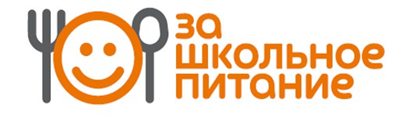 за
школьное
питание